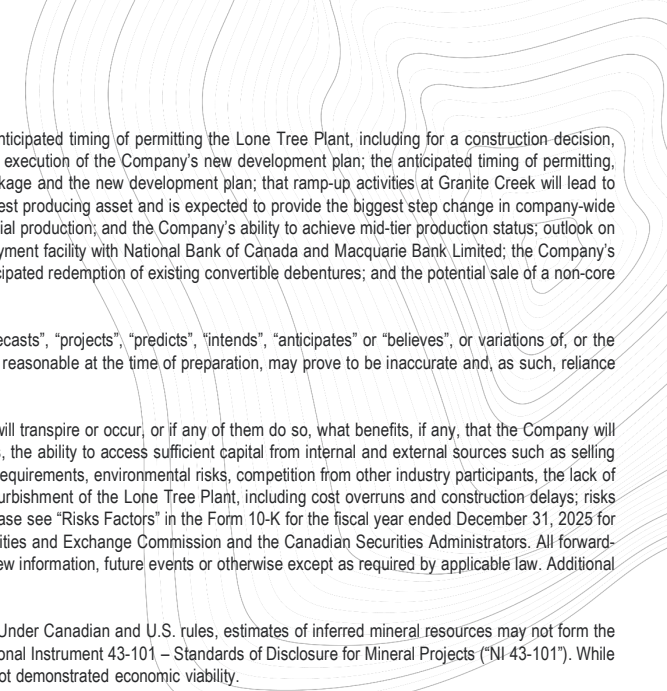 nticipated timing of permitting the Lone Tree Plant, including for a construction decision,
execution of the Company’s new development plan; the anticipated timing of permitting,
kage and the new development plan; that ramp-up activities at Granite Creek will lead to
est producing asset and is expected to provide the biggest step change in company-wide
ial production; and the Company’s ability to achieve mid-tier production status; outlook on
yment facility with National Bank of Canada and Macquarie Bank Limited; the Company’s
cipated redemption of existing convertible debentures; and the potential sale of a non-core
ecasts”, “projects”, “predicts”, “intends”, “anticipates” or “believes”, or variations of, or the
reasonable at the time of preparation, may prove to be inaccurate and, as such, reliance
will transpire or occur, or if any of them do so, what benefits, if any, that the Company will
, the ability to access sufficient capital from internal and external sources such as selling
equirements, environmental risks, competition from other industry participants, the lack of
urbishment of the Lone Tree Plant, including cost overruns and construction delays; risks
ase see “Risks Factors” in the Form 10-K for the fiscal year ended December 31, 2025 for
ities and Exchange Commission and the Canadian Securities Administrators. All forward-
ew information, future events or otherwise except as required by applicable law. Additional
Under Canadian and U.S. rules, estimates of inferred mineral resources may not form the
onal Instrument 43-101 – Standards of Disclosure for Mineral Projects (“NI 43-101”). While
ot demonstrated economic viability.